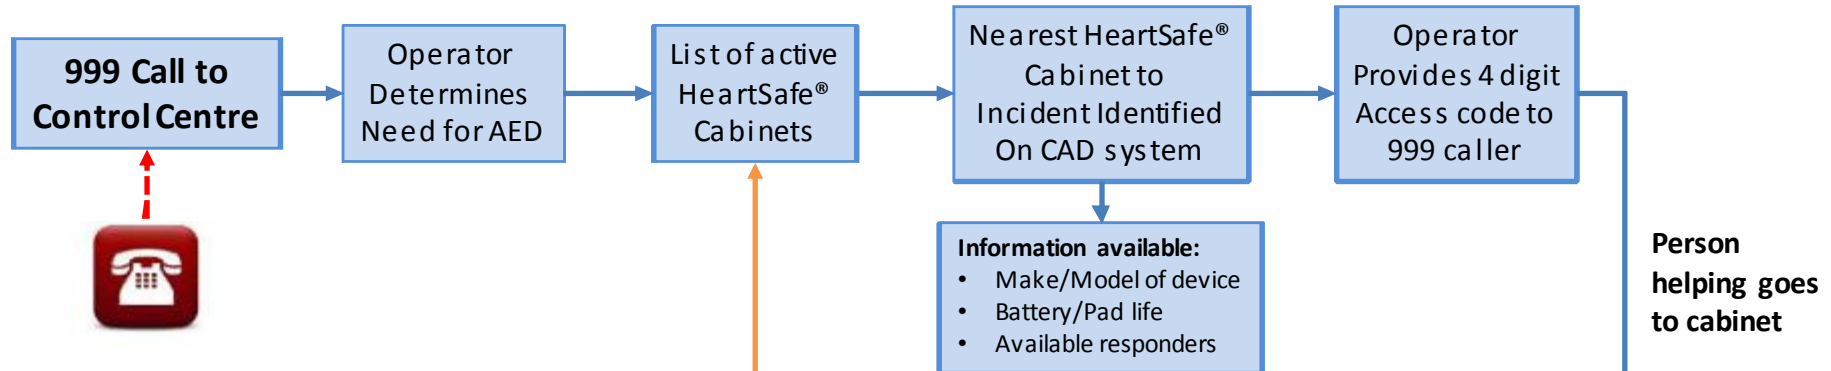 999 Call to
Control Centre
Operator
Determines
Need for AED
List of active
HeartSafe®
Cabinets
Nearest HeartSafe®
Cabinet to
Incident Identified
On CAD system
Operator
Provides 4 digit
Access code to
999 caller
Information available:
• Make/Model of device
• Battery/Pad life
• Available responders
Person
helping goes
to cabinet